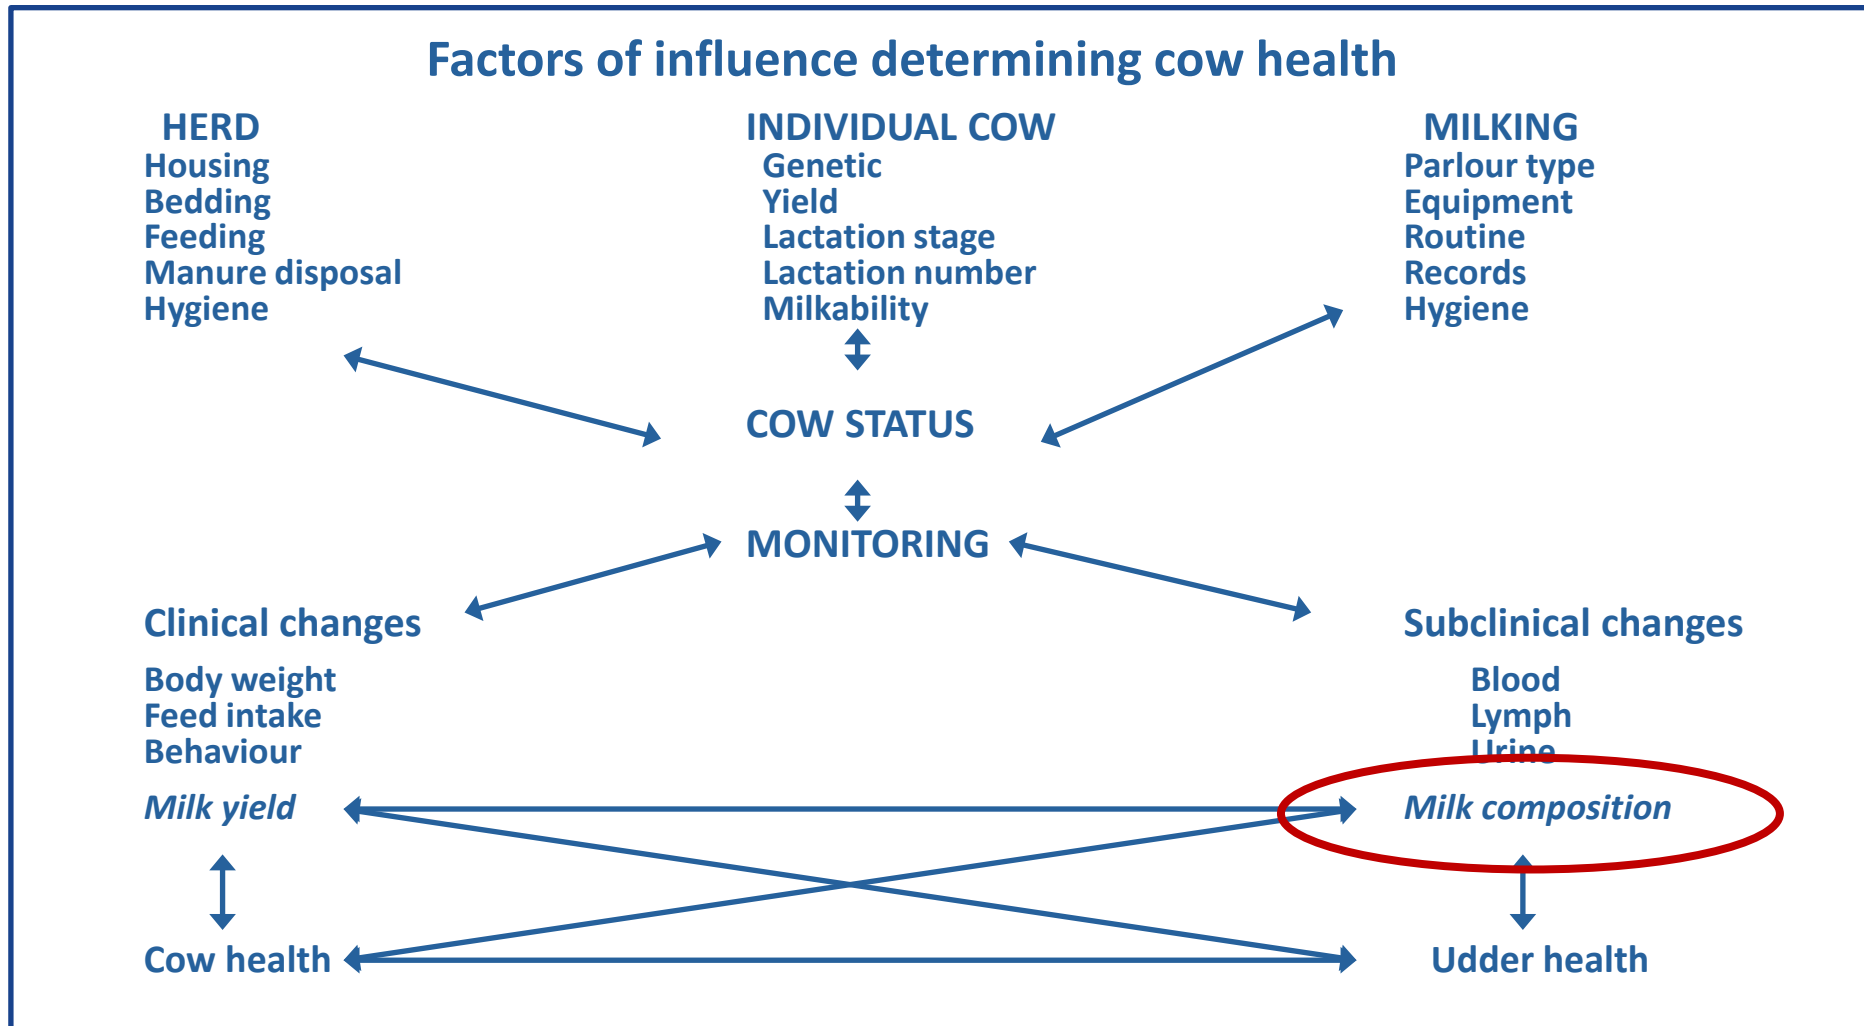 Factors of influence determining cow health
HERD
Housing
Bedding
Feeding
Manure disposal
Hygiene
INDIVIDUAL COW
Genetic
Yield
Lactation stage
Lactation number
Milkability
MILKING
Parlour type
Equipment
Routine
Records
Hygiene
COW STATUS
MONITORING
Clinical changes
Body weight
Feed intake
Behaviour
Milk yield
Cow health
Subclinical changes
Blood
Lymph
Urine
Milk composition
Udder health